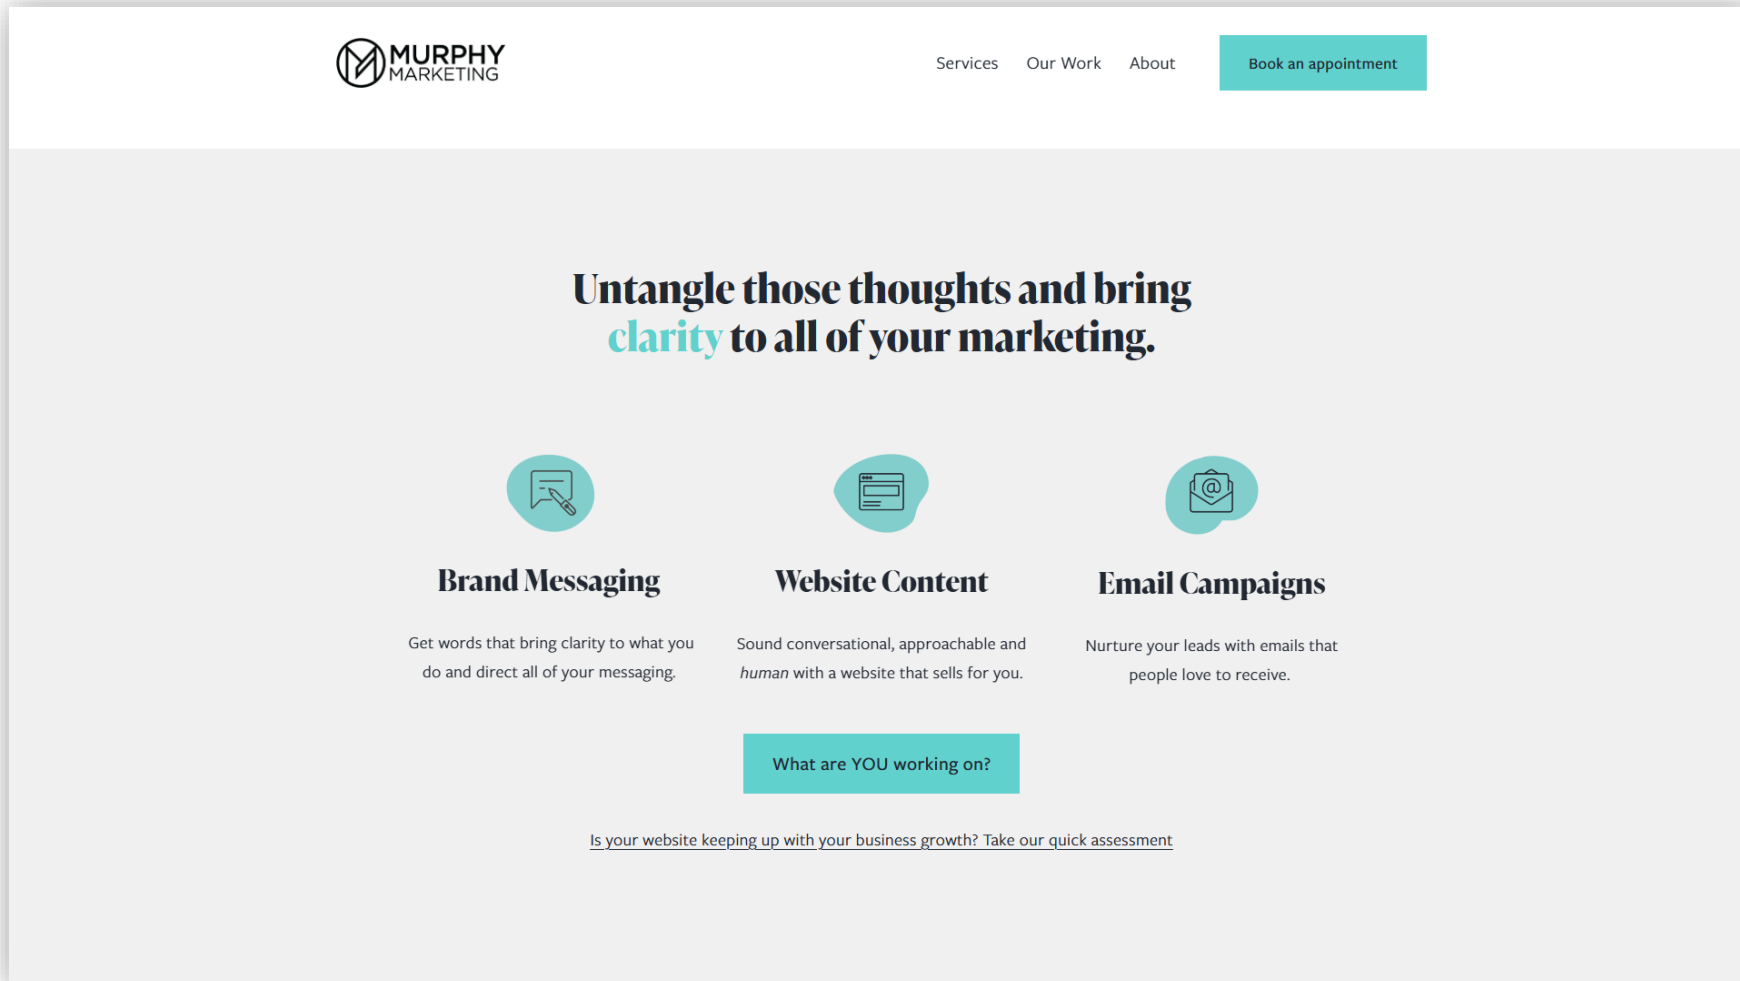 MURPHY
MARKETING
Services
Our Work
About
Book an appointment
Untangle those thoughts and bring
clarity to all of your marketing.
Brand Messaging
Get words that bring clarity to what you
do and direct all of your messaging.
Website Content
Sound conversational, approachable and
human with a website that sells for you.
@
Email Campaigns
Nurture your leads with emails that
people love to receive.
What are YOU working on?
Is your website keeping up with your business growth? Take our quick assessment